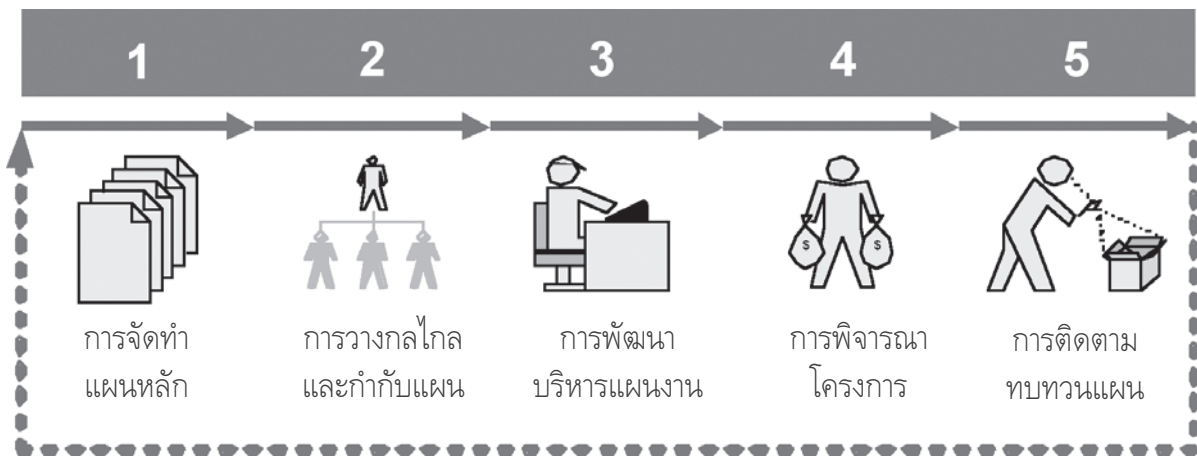 1 2 3 4 5
การจัดทำ
แผนหลัก
การวางกลไกล
และกำกับแผน
การพัฒนา
บริหารแผนงาน
$ $
การพิจารณา
โครงการ
การติดตาม
ทบทวนแผน